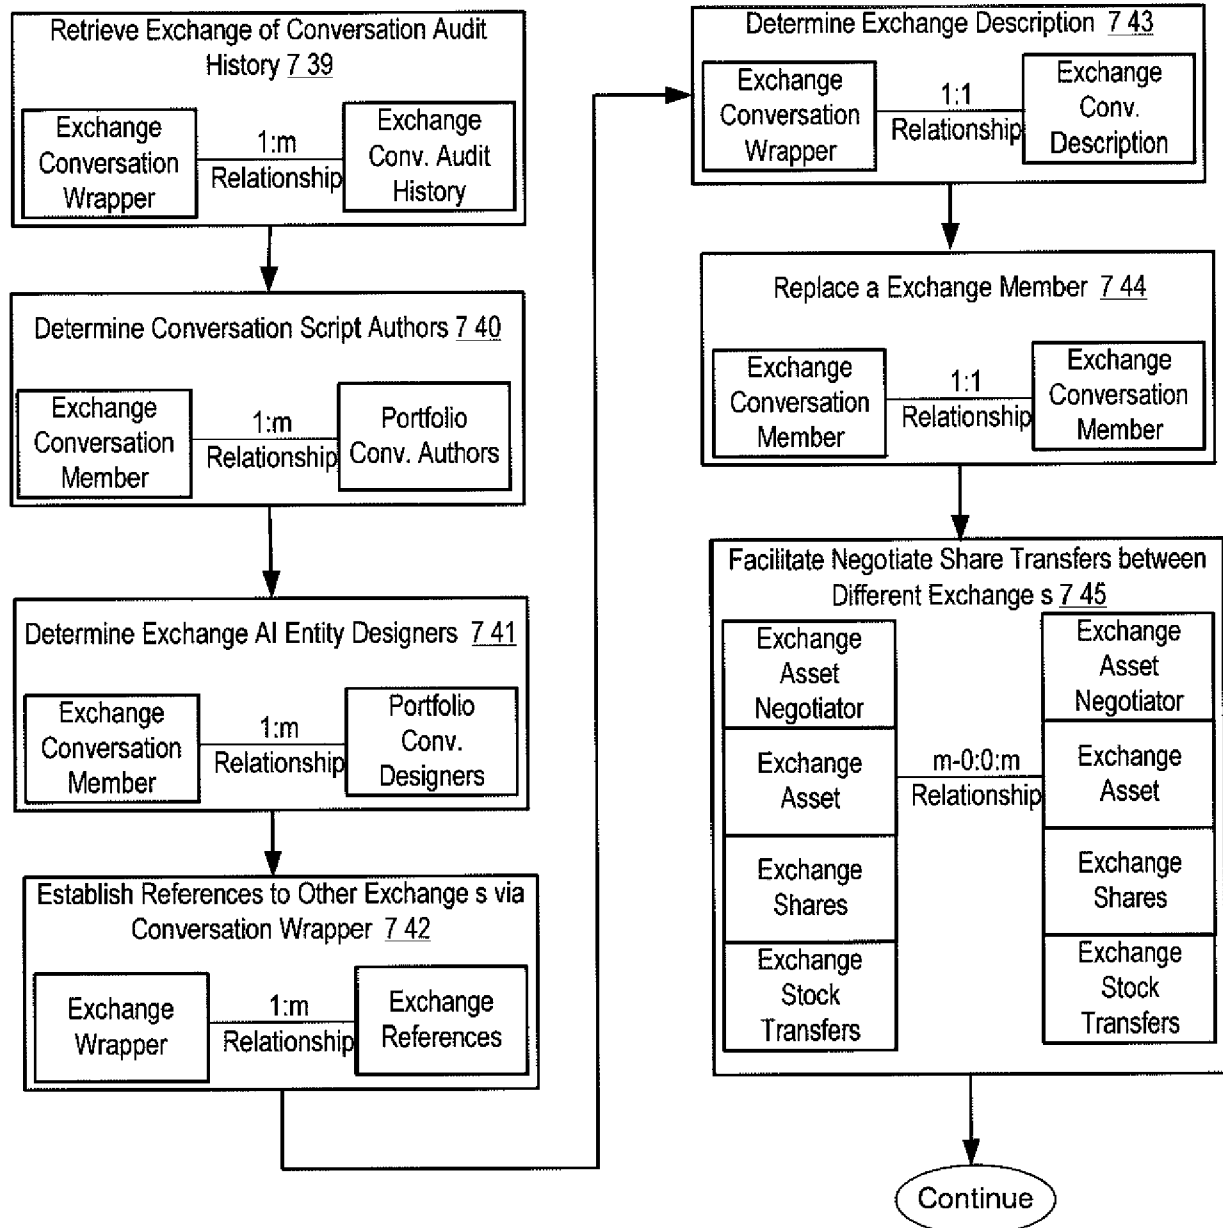 Retrieve Exchange of Conversation Audit
History 7 39
Exchange
Conversation
Wrapper
1:m
Relationship
Exchange
Conv. Audit
History
Determine Conversation Script Authors 7 40
Exchange
Conversation
Member
1:m
Relationship
Portfolio
Conv. Authors
Determine Exchange AI Entity Designers 7 41
Exchange
Conversation
Member
1:m
Relationship
Portfolio
Conv.
Designers
Establish References to Other Exchange s via
Conversation Wrapper 7 42
Exchange
Wrapper
1:m
Relationship
Exchange
References
Determine Exchange Description 7 43
Exchange
Conversation
Wrapper
1:1
Relationship
Exchange
Conv.
Description
Replace a Exchange Member 7 44
Exchange
Conversation
Member
1:1
Relationship
Exchange
Conversation
Member
Facilitate Negotiate Share Transfers between
Different Exchange s 7 45
Exchange
Asset
Negotiator
Exchange
Asset
Exchange
Shares
Exchange
Stock
Transfers
m-0:0:m
Relationship
Exchange
Asset
Negotiator
Exchange
Asset
Exchange
Shares
Exchange
Stock
Transfers
Continue